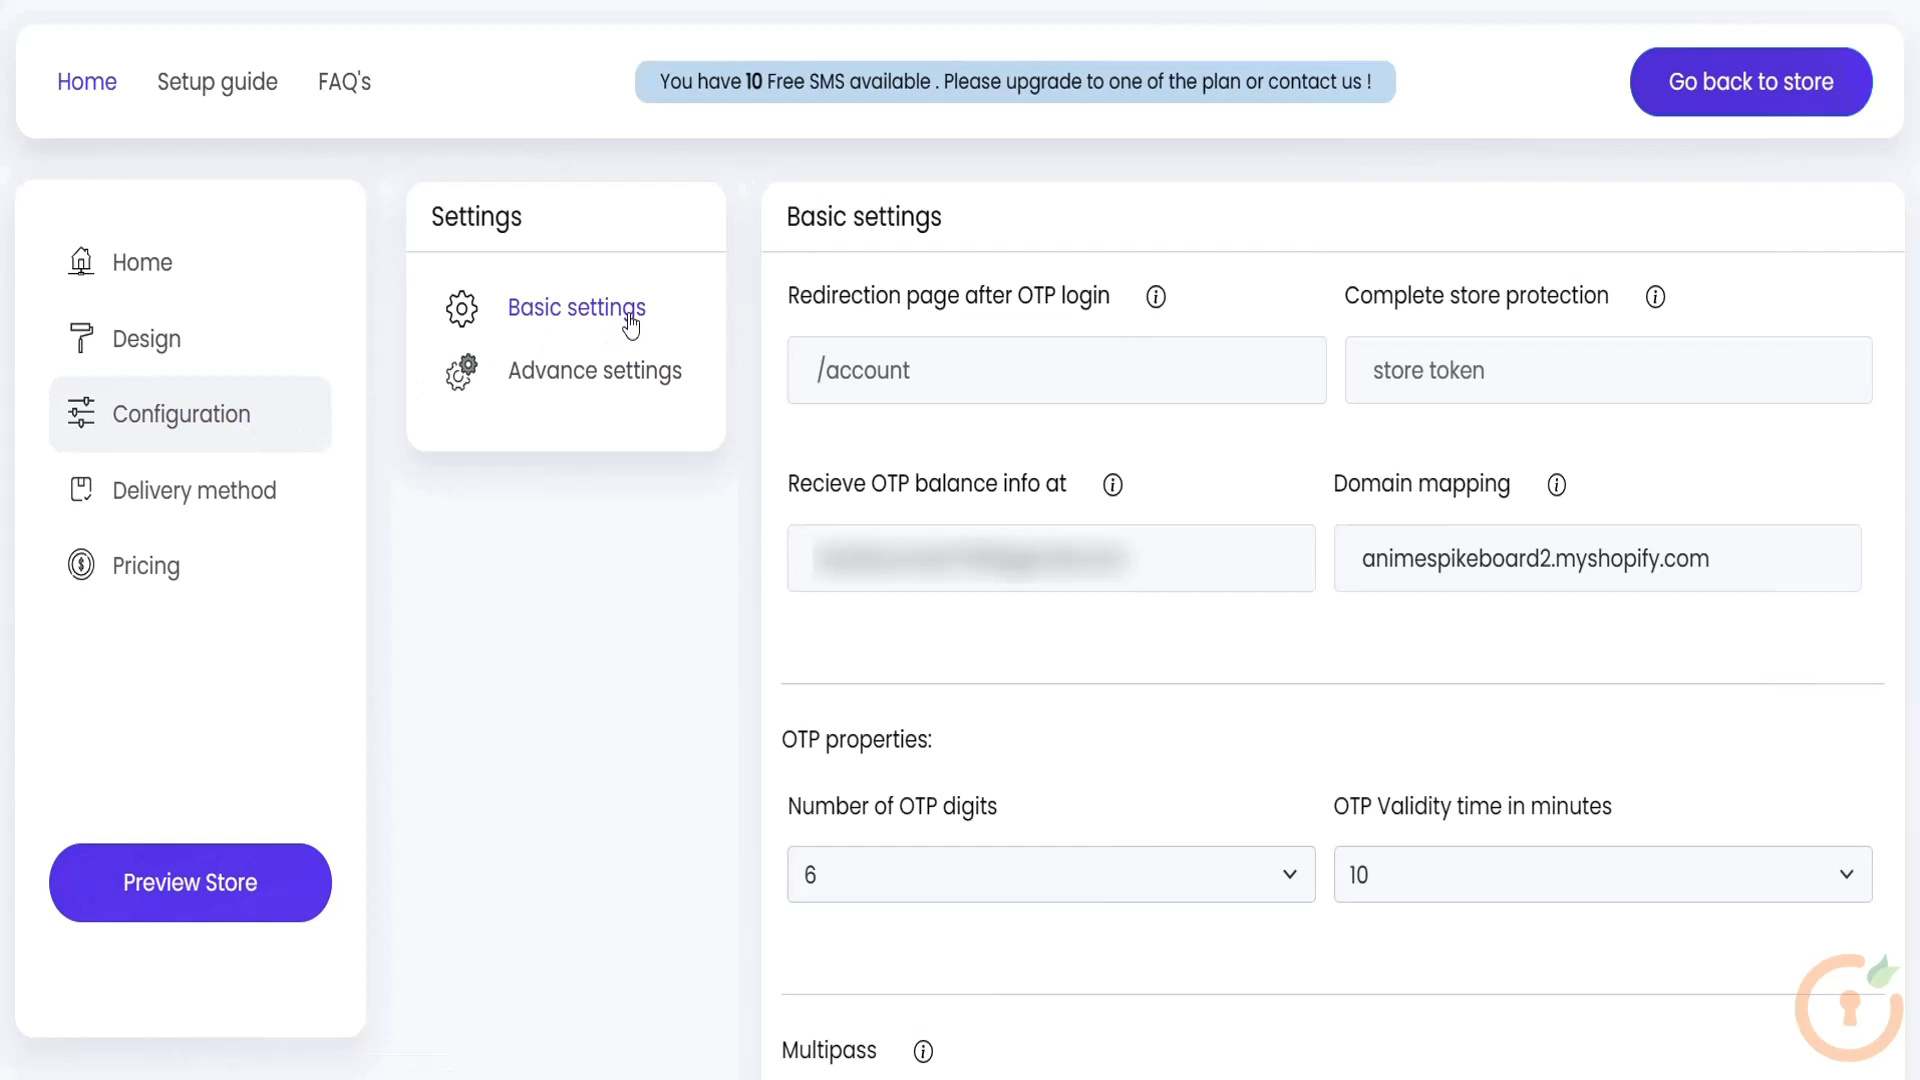 Home
Setup guide
FAQ's
You have 10 Free SMS available . Please upgrade to one of the plan or contact us !
Go back to store
Home
Design
Configuration
Delivery method
Pricing
Preview Store
Settings
Basic settings
Advance settings
Basic settings
Redirection page after OTP login
Complete store protection
/account
store token
Recieve OTP balance info at
Domain mapping
animespikeboard2.myshopify.com
OTP properties:
Number of OTP digits
OTP Validity time in minutes
6
10
Multipass